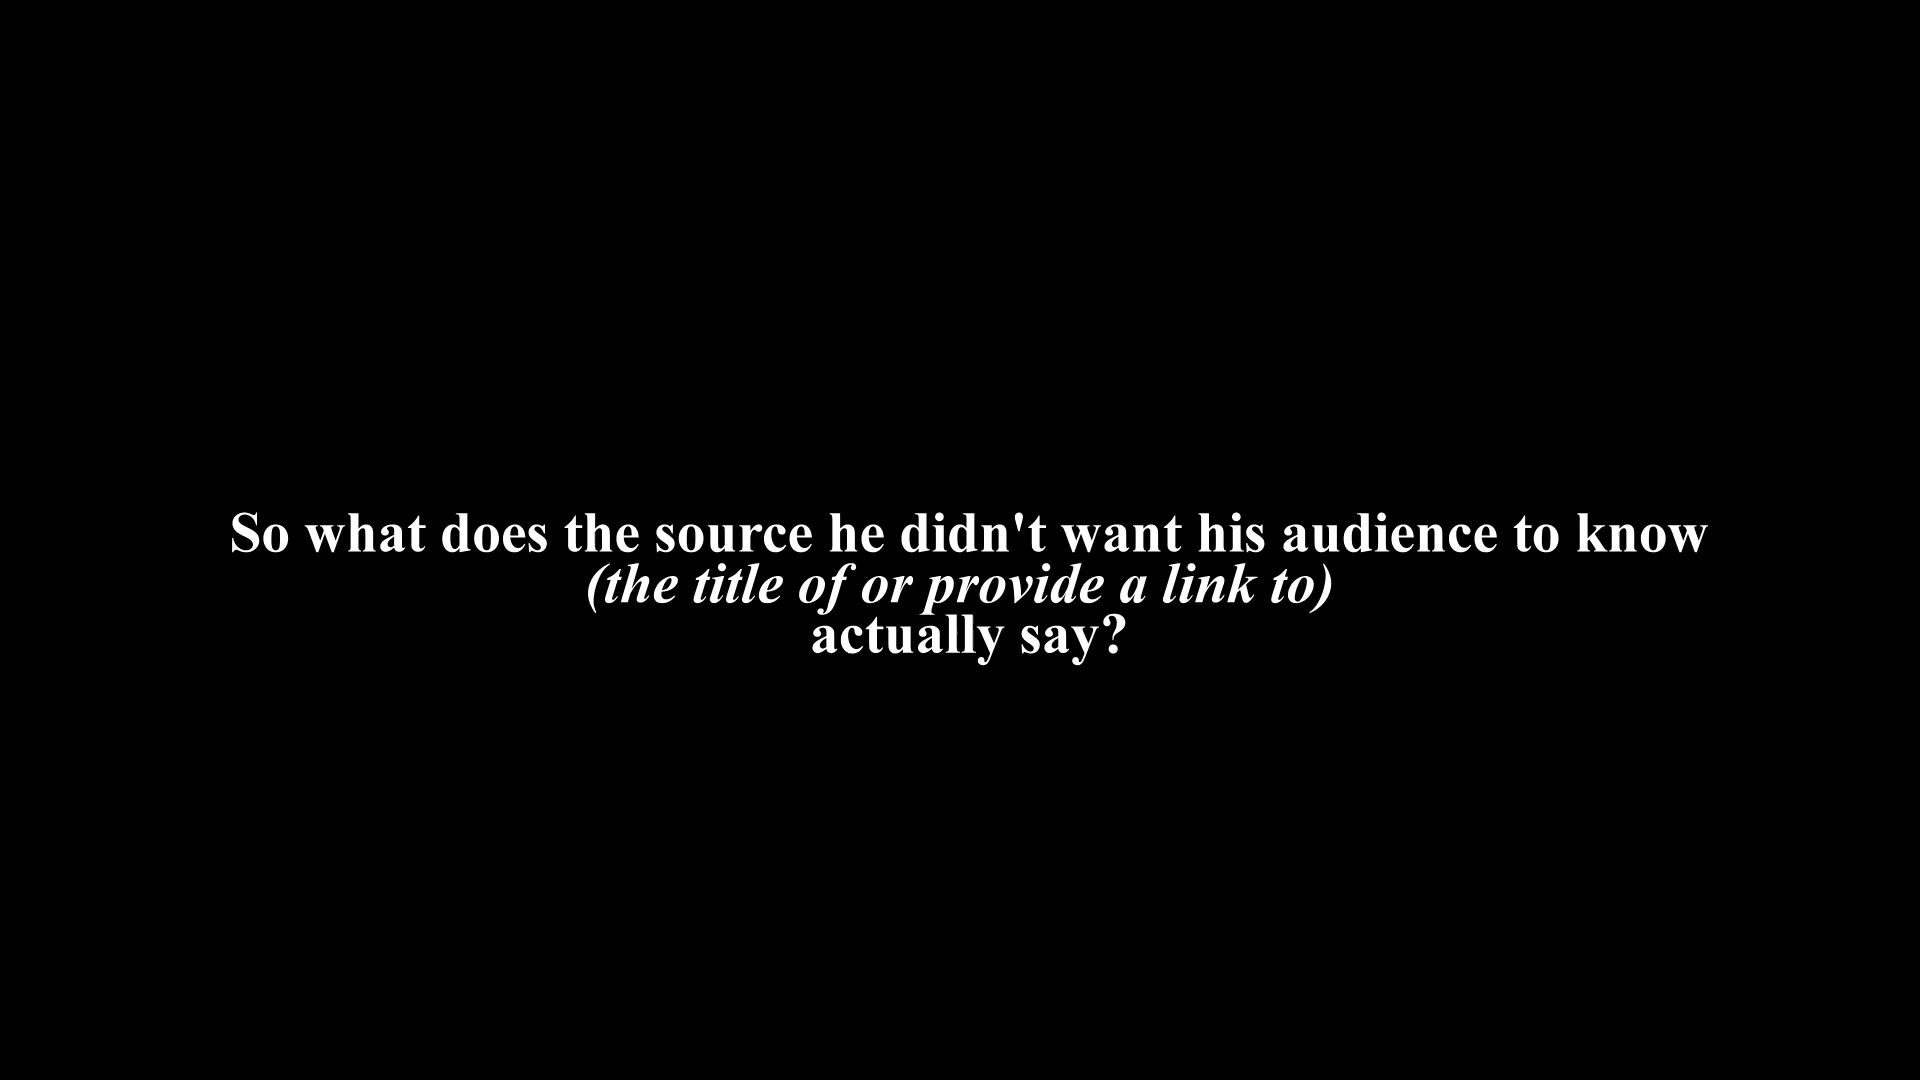 So what does the source he didn't want his audience to know
(the title of or provide a link to)
actually say?